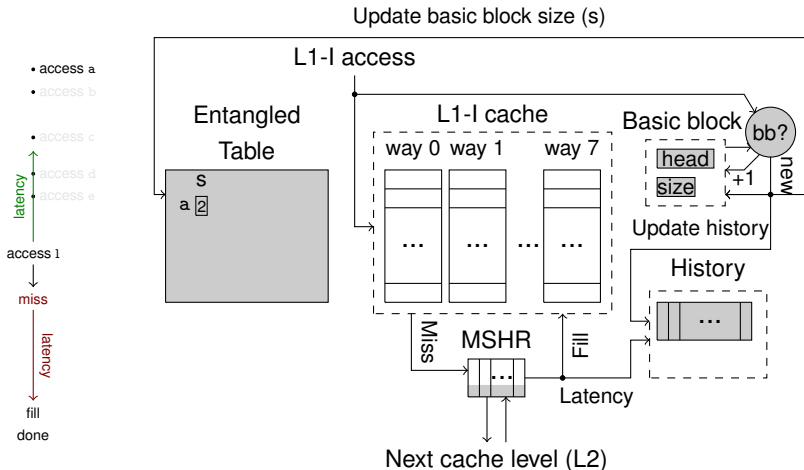 Update basic block size (s)
L1-I access
access a
access b
access c
latency
access d
access e
access l
miss
latency
fill
done
Entangled
Table
s
a 2
L1-I cache
way 0 way 1 way 7
... ... ... ...
Basic block
head
size
bb?
+1
new
Update history
History
...
Miss
MSHR
...
Fill
Latency
Next cache level (L2)